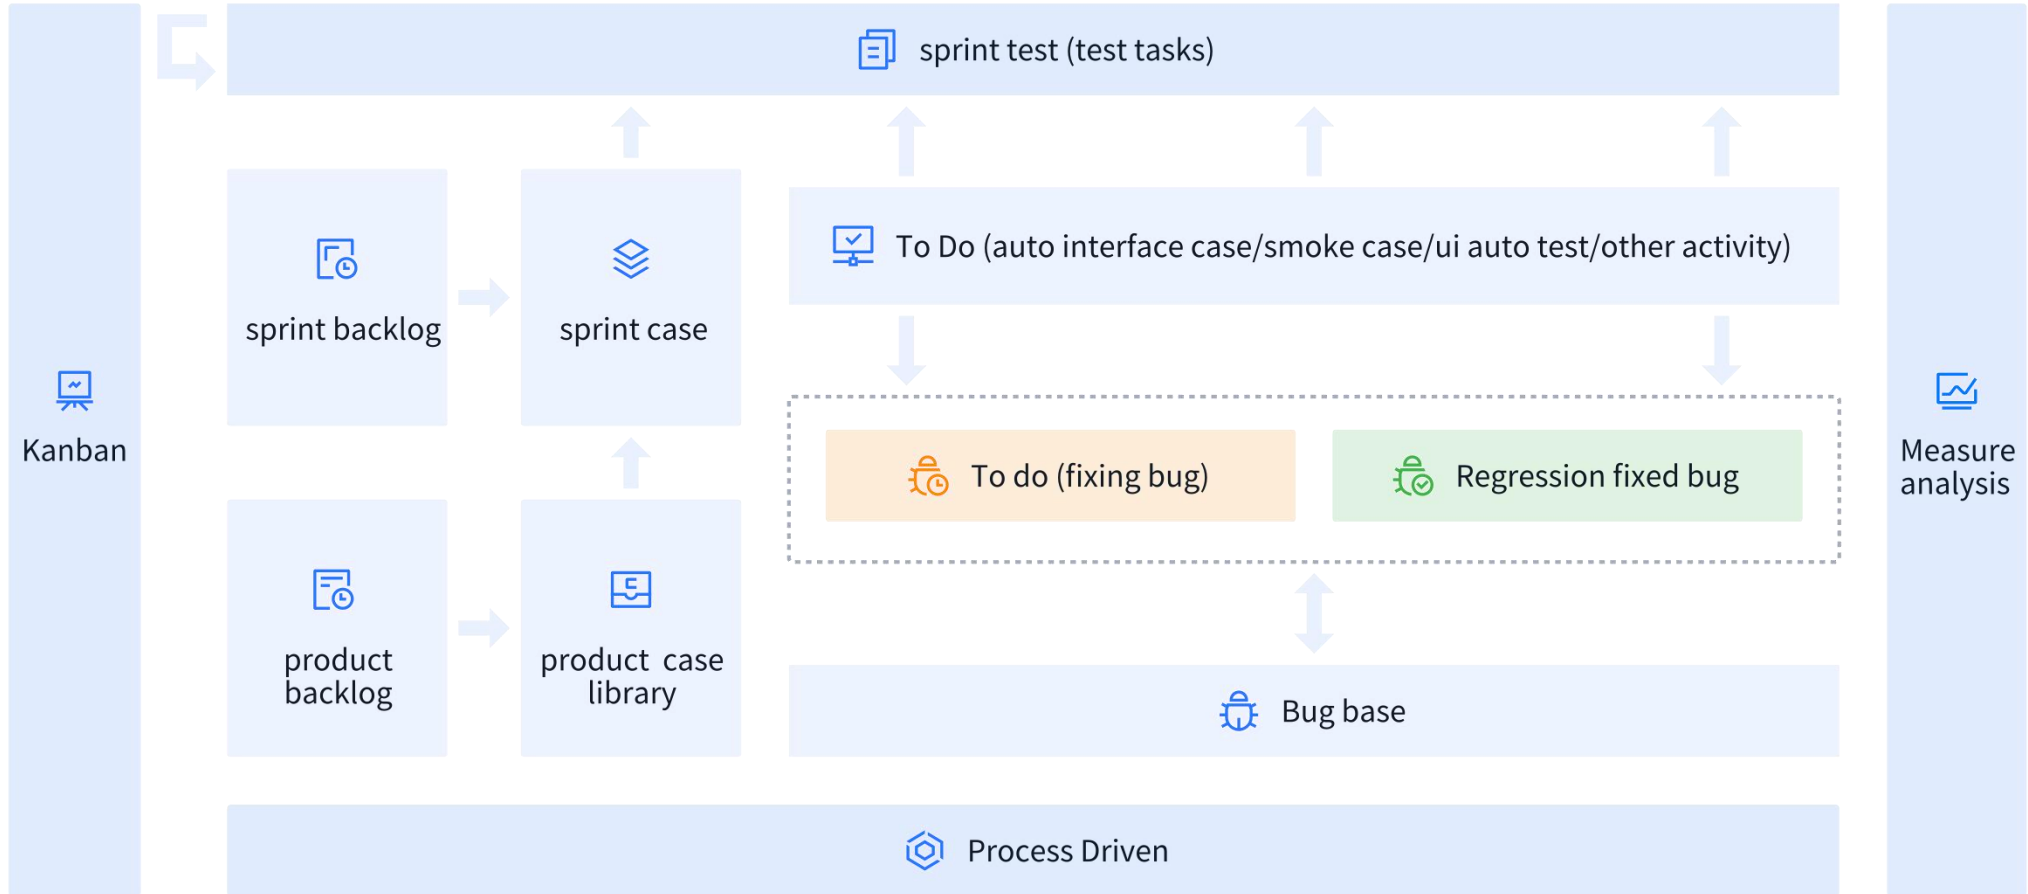 sprint test (test tasks)
Kanban
sprint backlog
sprint case
To Do (auto interface case/smoke case/ui auto test/other activity)
To do (fixing bug)
Regression fixed bug
product
backlog
product case
library
Bug base
Process Driven
Measure
analysis